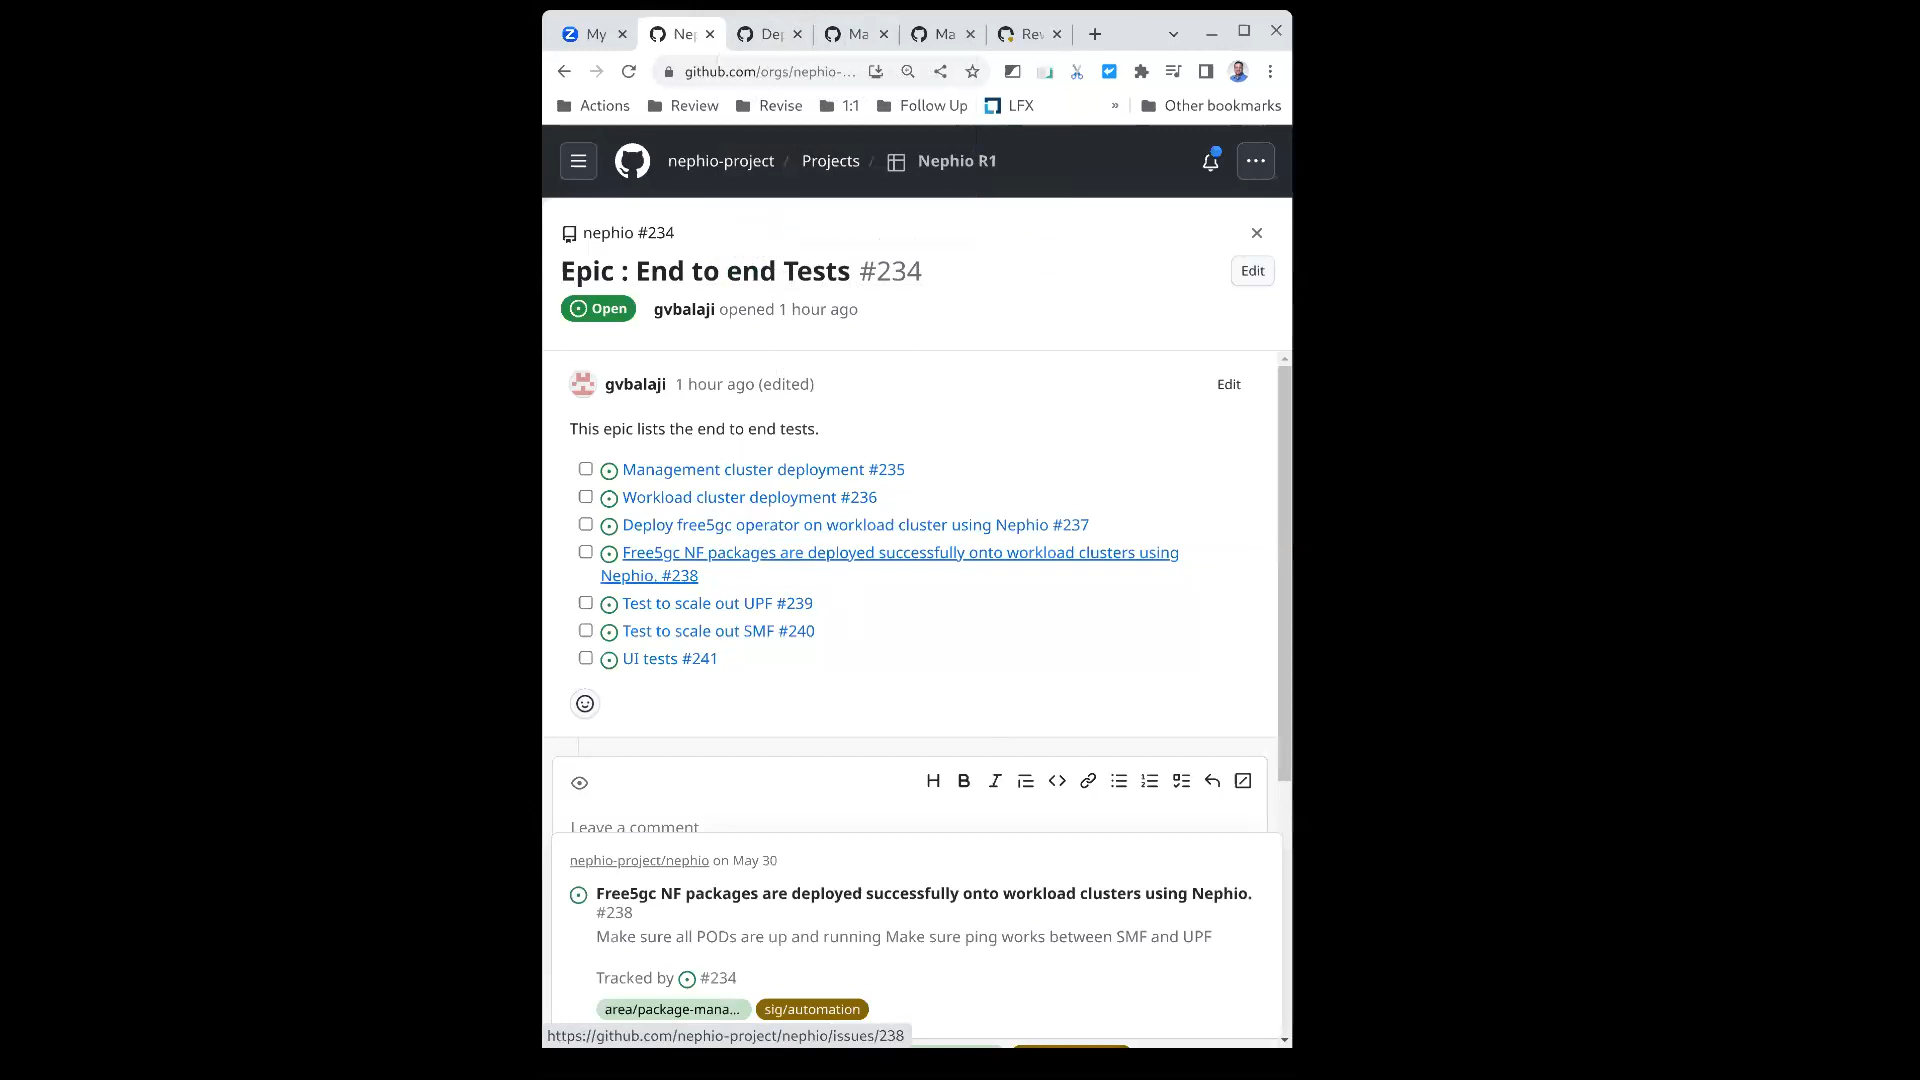 My
Ne
De
Ma
Ma
Rev
github.com/orgs/nephio-...
Actions
Review
Revise
1:1
Follow Up
LFX
»
Other bookmarks
nephio-project / Projects / Nephio R1
nephio #234
Epic : End to end Tests #234
Edit
Open
gvbalaji opened 1 hour ago
gvbalaji 1 hour ago (edited)
Edit
This epic lists the end to end tests.
Management cluster deployment #235
Workload cluster deployment #236
Deploy free5gc operator on workload cluster using Nephio #237
Free5gc NF packages are deployed successfully onto workload clusters using
Nephio. #238
Test to scale out UPF #239
Test to scale out SMF #240
UI tests #241
Leave a comment
nephio-project/nephio on May 30
Free5gc NF packages are deployed successfully onto workload clusters using Nephio.
#238
Make sure all PODs are up and running Make sure ping works between SMF and UPF
Tracked by #234
area/package-mana...
sig/automation
https://github.com/nephio-project/nephio/issues/238